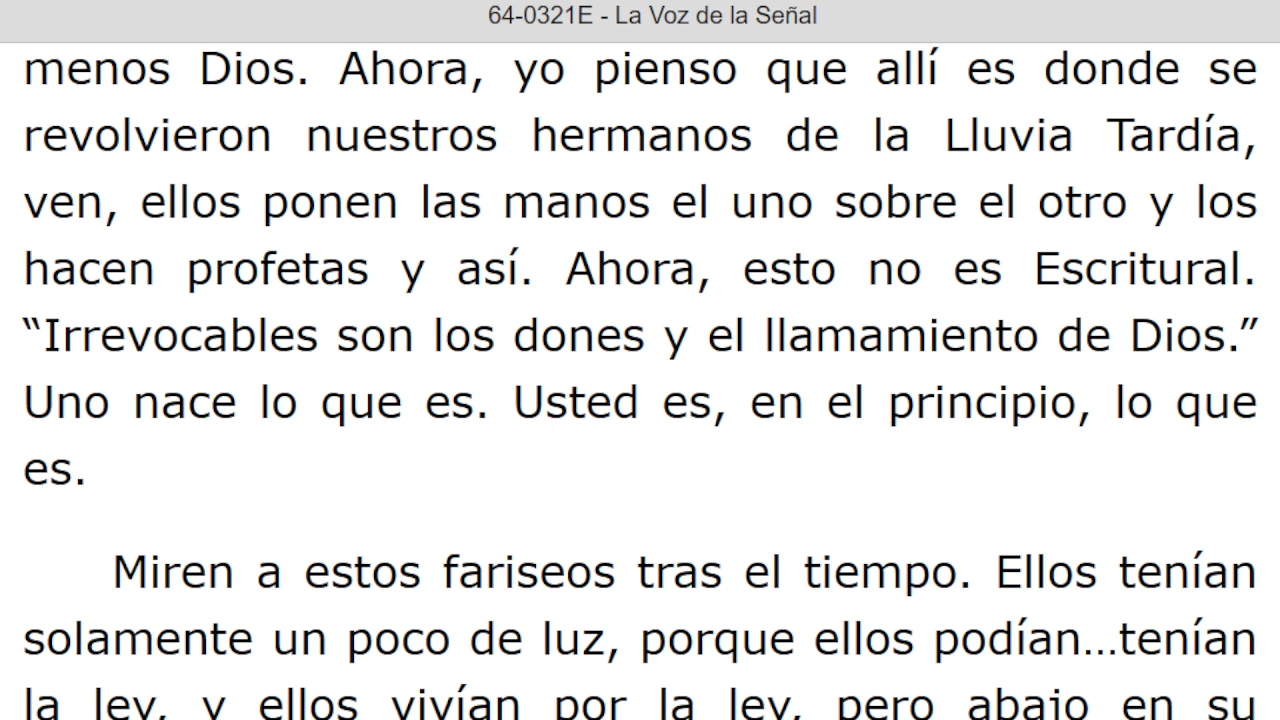 64-0321E - La Voz de la Señal
menos Dios. Ahora, yo pienso que allí es donde se
revolvieron nuestros hermanos de la Lluvia Tardía,
ven, ellos ponen las manos el uno sobre el otro y los
hacen profetas y así. Ahora, esto no es Escritural.
“Irrevocables son los dones y el llamamiento de Dios.”
Uno nace lo que es. Usted es, en el principio, lo que
es.
Miren a estos fariseos tras el tiempo. Ellos tenían
solamente un poco de luz, porque ellos podían...tenían
la ley, y ellos vivían por la ley, pero abajo en su